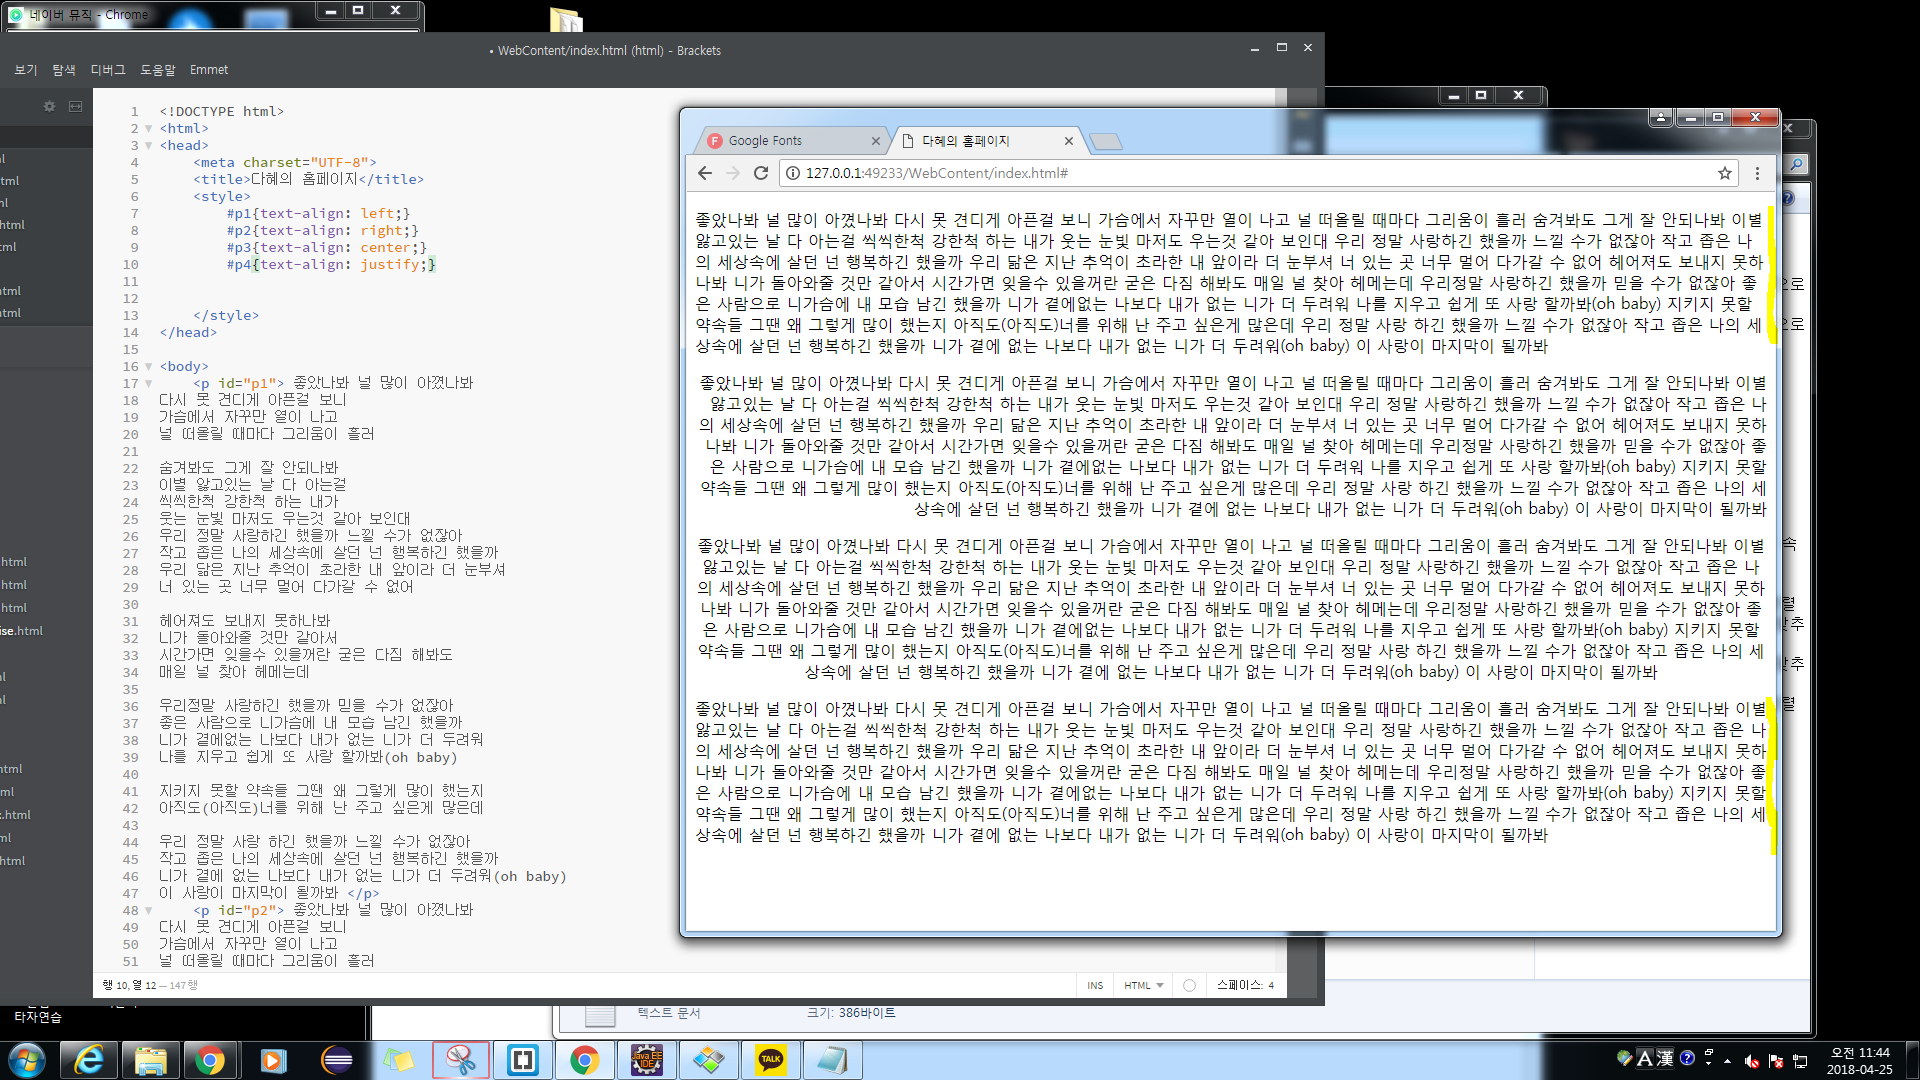 네이버 뮤직 - Chrome
• WebContent/index.html (html) - Brackets
보기 탐색 디버그 도움말 Emmet
1 <!DOCTYPE html>
2 <html>
3 <head>
4 <meta charset="UTF-8">
5 <title>다혜의 홈페이지</title>
6 <style>
7 #p1{text-align: left;}
8 #p2{text-align: right;}
9 #p3{text-align: center;}
10 #p4{text-align: justify;}
11
12
13 </style>
14 </head>
15
16 <body>
17 <p id="p1"> 좋았나봐 널 많이 아꼈나봐
18 다시 못 견디게 아픈걸 보니
19 가슴에서 자꾸만 열이 나고
20 널 떠올릴 때마다 그리움이 흘러
21
22 숨겨봐도 그게 잘 안되나봐
23 이별 앓고있는 날 다 아는걸
24 씩씩한척 강한척 하는 내가
25 웃는 눈빛 마저도 우는것 같아 보인대
26 우리 정말 사랑하긴 했을까 느낄 수가 없잖아
27 작고 좁은 나의 세상속에 살던 넌 행복하긴 했을까
28 우리 닮은 지난 추억이 초라한 내 앞이라 더 눈부셔
29 너 있는 곳 너무 멀어 다가갈 수 없어
30
31 헤어져도 보내지 못하나봐
32 니가 돌아와줄 것만 같아서
33 시간가면 잊을수 있을꺼란 굳은 다짐 해봐도
34 매일 널 찾아 헤메는데
35
36 우리정말 사랑하긴 했을까 믿을 수가 없잖아
37 좋은 사람으로 니가슴에 내 모습 남긴 했을까
38 니가 곁에없는 나보다 내가 없는 니가 더 두려워
39 나를 지우고 쉽게 또 사랑 할까봐(oh baby)
40
41 지키지 못할 약속들 그땐 왜 그렇게 많이 했는지
42 아직도(아직도)너를 위해 난 주고 싶은게 많은데
43
44 우리 정말 사랑 하긴 했을까 느낄 수가 없잖아
45 작고 좁은 나의 세상속에 살던 넌 행복하긴 했을까
46 니가 곁에 없는 나보다 내가 없는 니가 더 두려워(oh baby)
47 이 사랑이 마지막이 될까봐 </p>
48 <p id="p2"> 좋았나봐 널 많이 아꼈나봐
49 다시 못 견디게 아픈걸 보니
50 가슴에서 자꾸만 열이 나고
51 널 떠올릴 때마다 그리움이 흘러
행 10, 열 12 — 147 행
INS HTML 스페이스: 4
Google Fonts
다혜의 홈페이지
127.0.0.1:49233/WebContent/index.html#
좋았나봐 널 많이 아꼈나봐 다시 못 견디게 아픈걸 보니 가슴에서 자꾸만 열이 나고 널 떠올릴 때마다 그리움이 흘러 숨겨봐도 그게 잘 안되나봐 이별
앓고있는 날 다 아는걸 씩씩한척 강한척 하는 내가 웃는 눈빛 마저도 우는것 같아 보인대 우리 정말 사랑하긴 했을까 느낄 수가 없잖아 작고 좁은 나
의 세상속에 살던 넌 행복하긴 했을까 우리 닮은 지난 추억이 초라한 내 앞이라 더 눈부셔 너 있는 곳 너무 멀어 다가갈 수 없어 헤어져도 보내지 못하
나봐 니가 돌아와줄 것만 같아서 시간가면 잊을수 있을꺼란 굳은 다짐 해봐도 매일 널 찾아 헤메는데 우리정말 사랑하긴 했을까 믿을 수가 없잖아 좋
은 사람으로 니가슴에 내 모습 남긴 했을까 니가 곁에없는 나보다 내가 없는 니가 더 두려워 나를 지우고 쉽게 또 사랑 할까봐(oh baby) 지키지 못할
약속들 그땐 왜 그렇게 많이 했는지 아직도(아직도)너를 위해 난 주고 싶은게 많은데 우리 정말 사랑 하긴 했을까 느낄 수가 없잖아 작고 좁은 나의 세
상속에 살던 넌 행복하긴 했을까 니가 곁에 없는 나보다 내가 없는 니가 더 두려워(oh baby) 이 사랑이 마지막이 될까봐
좋았나봐 널 많이 아꼈나봐 다시 못 견디게 아픈걸 보니 가슴에서 자꾸만 열이 나고 널 떠올릴 때마다 그리움이 흘러 숨겨봐도 그게 잘 안되나봐 이별
앓고있는 날 다 아는걸 씩씩한척 강한척 하는 내가 웃는 눈빛 마저도 우는것 같아 보인대 우리 정말 사랑하긴 했을까 느낄 수가 없잖아 작고 좁은 나
의 세상속에 살던 넌 행복하긴 했을까 우리 닮은 지난 추억이 초라한 내 앞이라 더 눈부셔 너 있는 곳 너무 멀어 다가갈 수 없어 헤어져도 보내지 못하
나봐 니가 돌아와줄 것만 같아서 시간가면 잊을수 있을꺼란 굳은 다짐 해봐도 매일 널 찾아 헤메는데 우리정말 사랑하긴 했을까 믿을 수가 없잖아 좋
은 사람으로 니가슴에 내 모습 남긴 했을까 니가 곁에없는 나보다 내가 없는 니가 더 두려워 나를 지우고 쉽게 또 사랑 할까봐(oh baby) 지키지 못할
약속들 그땐 왜 그렇게 많이 했는지 아직도(아직도)너를 위해 난 주고 싶은게 많은데 우리 정말 사랑 하긴 했을까 느낄 수가 없잖아 작고 좁은 나의 세
상속에 살던 넌 행복하긴 했을까 니가 곁에 없는 나보다 내가 없는 니가 더 두려워(oh baby) 이 사랑이 마지막이 될까봐
좋았나봐 널 많이 아꼈나봐 다시 못 견디게 아픈걸 보니 가슴에서 자꾸만 열이 나고 널 떠올릴 때마다 그리움이 흘러 숨겨봐도 그게 잘 안되나봐 이별
앓고있는 날 다 아는걸 씩씩한척 강한척 하는 내가 웃는 눈빛 마저도 우는것 같아 보인대 우리 정말 사랑하긴 했을까 느낄 수가 없잖아 작고 좁은 나
의 세상속에 살던 넌 행복하긴 했을까 우리 닮은 지난 추억이 초라한 내 앞이라 더 눈부셔 너 있는 곳 너무 멀어 다가갈 수 없어 헤어져도 보내지 못하
나봐 니가 돌아와줄 것만 같아서 시간가면 잊을수 있을꺼란 굳은 다짐 해봐도 매일 널 찾아 헤메는데 우리정말 사랑하긴 했을까 믿을 수가 없잖아 좋
은 사람으로 니가슴에 내 모습 남긴 했을까 니가 곁에없는 나보다 내가 없는 니가 더 두려워 나를 지우고 쉽게 또 사랑 할까봐(oh baby) 지키지 못할
약속들 그땐 왜 그렇게 많이 했는지 아직도(아직도)너를 위해 난 주고 싶은게 많은데 우리 정말 사랑 하긴 했을까 느낄 수가 없잖아 작고 좁은 나의 세
상속에 살던 넌 행복하긴 했을까 니가 곁에 없는 나보다 내가 없는 니가 더 두려워(oh baby) 이 사랑이 마지막이 될까봐
좋았나봐 널 많이 아꼈나봐 다시 못 견디게 아픈걸 보니 가슴에서 자꾸만 열이 나고 널 떠올릴 때마다 그리움이 흘러 숨겨봐도 그게 잘 안되나봐 이별
앓고있는 날 다 아는걸 씩씩한척 강한척 하는 내가 웃는 눈빛 마저도 우는것 같아 보인대 우리 정말 사랑하긴 했을까 느낄 수가 없잖아 작고 좁은 나
의 세상속에 살던 넌 행복하긴 했을까 우리 닮은 지난 추억이 초라한 내 앞이라 더 눈부셔 너 있는 곳 너무 멀어 다가갈 수 없어 헤어져도 보내지 못하
나봐 니가 돌아와줄 것만 같아서 시간가면 잊을수 있을꺼란 굳은 다짐 해봐도 매일 널 찾아 헤메는데 우리정말 사랑하긴 했을까 믿을 수가 없잖아 좋
은 사람으로 니가슴에 내 모습 남긴 했을까 니가 곁에없는 나보다 내가 없는 니가 더 두려워 나를 지우고 쉽게 또 사랑 할까봐(oh baby) 지키지 못할
약속들 그땐 왜 그렇게 많이 했는지 아직도(아직도)너를 위해 난 주고 싶은게 많은데 우리 정말 사랑 하긴 했을까 느낄 수가 없잖아 작고 좁은 나의 세
상속에 살던 넌 행복하긴 했을까 니가 곁에 없는 나보다 내가 없는 니가 더 두려워(oh baby) 이 사랑이 마지막이 될까봐
타자연습
텍스트 문서 크기: 386바이트
Java EE IDE
TALK
A 漢
오전 11:44
2018-04-25